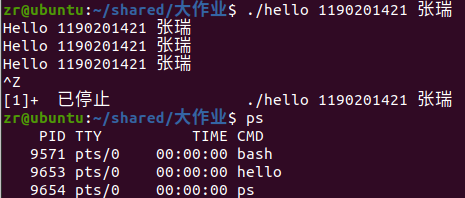 zr@ubuntu:~/shared/大作业$ ./hello 1190201421 张瑞
Hello 1190201421 张瑞
Hello 1190201421 张瑞
Hello 1190201421 张瑞
^Z
[1]+  已停止               ./hello 1190201421 张瑞
zr@ubuntu:~/shared/大作业$ ps
    PID TTY          TIME CMD
   9571 pts/0    00:00:00 bash
   9653 pts/0    00:00:00 hello
   9654 pts/0    00:00:00 ps